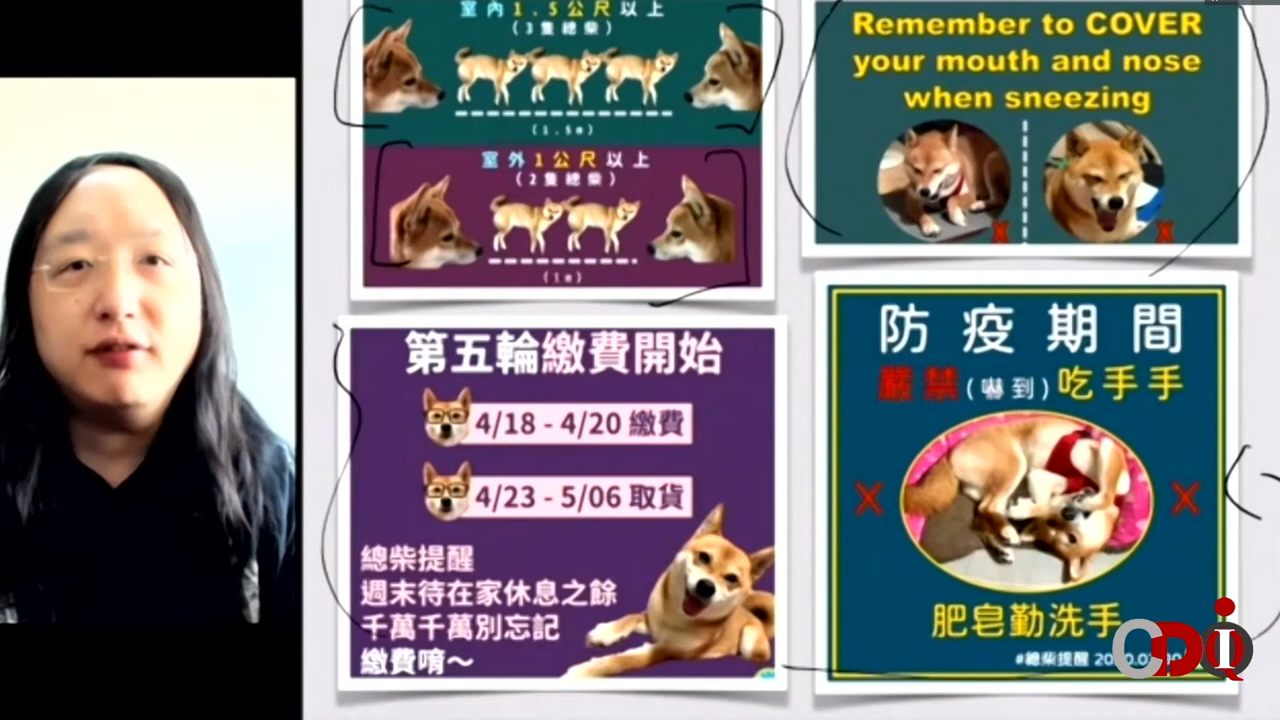 室內1.5公尺以上
(3隻總柴)
(1.5m)
室外1公尺以上
(2隻總柴)
(1m)
Remember to COVER
your mouth and nose
when sneezing
X X
第五輪繳費開始
4/18 - 4/20 繳費
4/23 - 5/06 取貨
總柴提醒
週末待在家休息之餘
千萬千萬別忘記
繳費唷～
防疫期間
嚴禁(嚇到)吃手手
X X
肥皂勤洗手
#總柴提醒
CDIQ